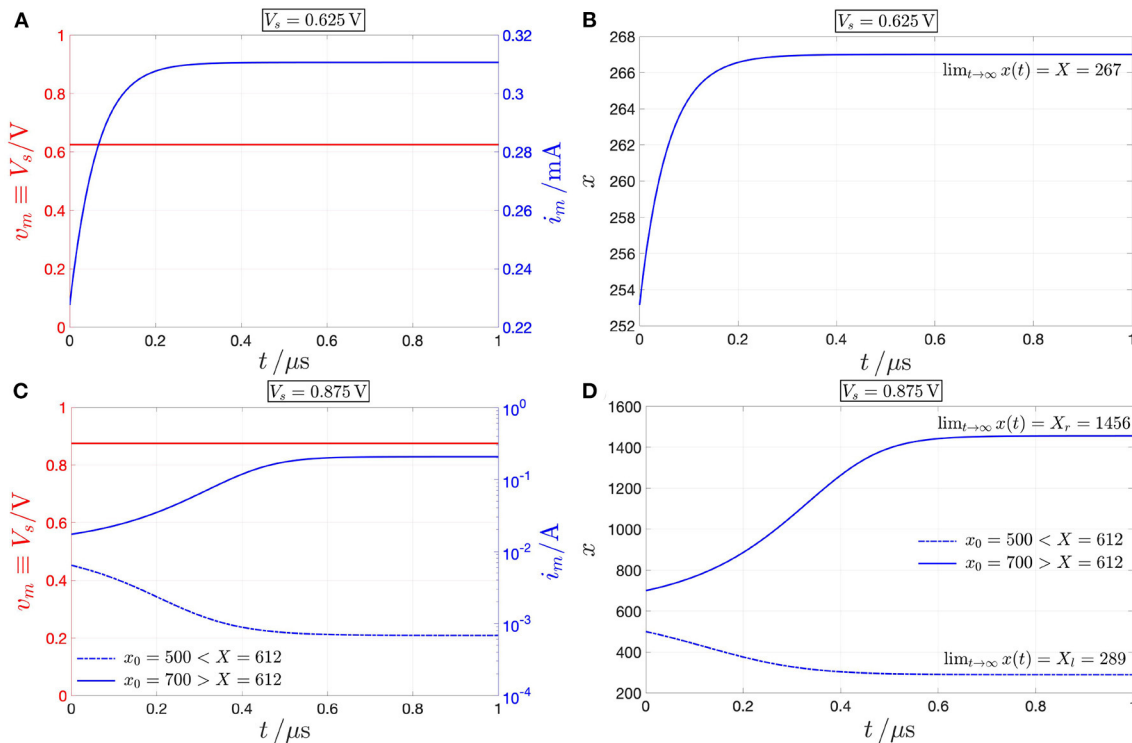 A
V_s = 0.625 V
1
0.8
0.6
0.4
0.2
0
v_m ≡ V_s/V
0.32
0.3
0.28
0.26
0.24
0.22
i_m /mA
0 0.2 0.4 0.6 0.8 1
t /μs
B
V_s = 0.625 V
268
266
264
262
260
258
256
254
252
x
lim_{t→∞} x(t) = X = 267
0 0.2 0.4 0.6 0.8 1
t /μs
C
V_s = 0.875 V
1
0.8
0.6
0.4
0.2
0
v_m ≡ V_s/V
10^0
10^{-1}
10^{-2}
10^{-3}
10^{-4}
i_m/A
x_0 = 500 < X = 612
x_0 = 700 > X = 612
0 0.2 0.4 0.6 0.8 1
t /μs
D
V_s = 0.875 V
1600
1400
1200
1000
800
600
400
200
x
lim_{t→∞} x(t) = X_r = 1456
x_0 = 500 < X = 612
x_0 = 700 > X = 612
lim_{t→∞} x(t) = X_l = 289
0 0.2 0.4 0.6 0.8 1
t /μs